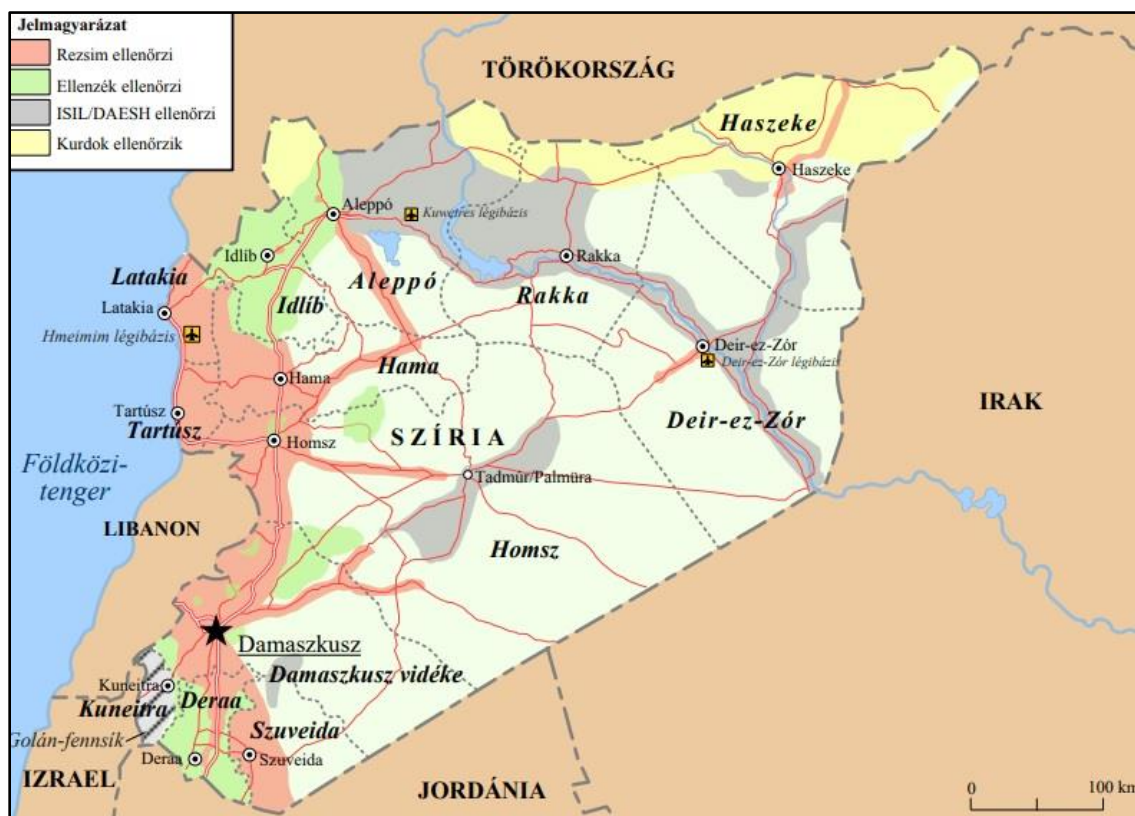 Jelmagyarázat
Rezsim ellenőrzi
Ellenzék ellenőrzi
ISIL/DAESH ellenőrzi
Kurdok ellenőrzik
TÖRÖKORSZÁG
Haszeke
Haszeke
Aleppó
Kuwetres légibázis
Idlíb
Rakka
Latakia
Aleppó
Rakka
Idlíb
Latakia
Hmeimim légibázis
Deir-ez-Zór
Deir-ez-Zór légibázis
Hama
Hama
Tartúsz
Tartúsz
Deir-ez-Zór
IRAK
Homsz
SZÍRIA
Földközi-
tenger
Tadmúr/Palmüra
LIBANON
Homsz
Damaszkusz
Damaszkusz vidéke
Kuneitra
Kuneitra
Deraa
Szuveida
Golán-fennsík
Deraa
Szuveida
IZRAEL
JORDÁNIA
0
100 km